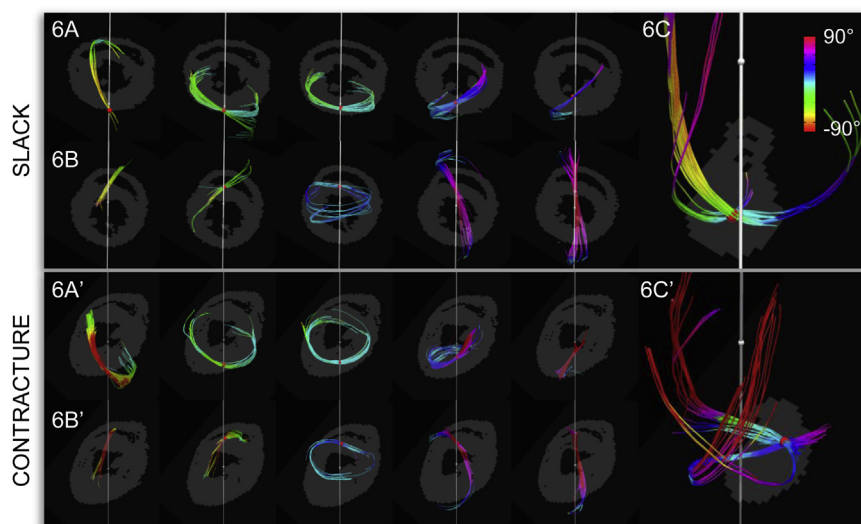 6A
6C
90°
-90°
SLACK
6B
6A’
6C’
CONTRACTURE
6B’